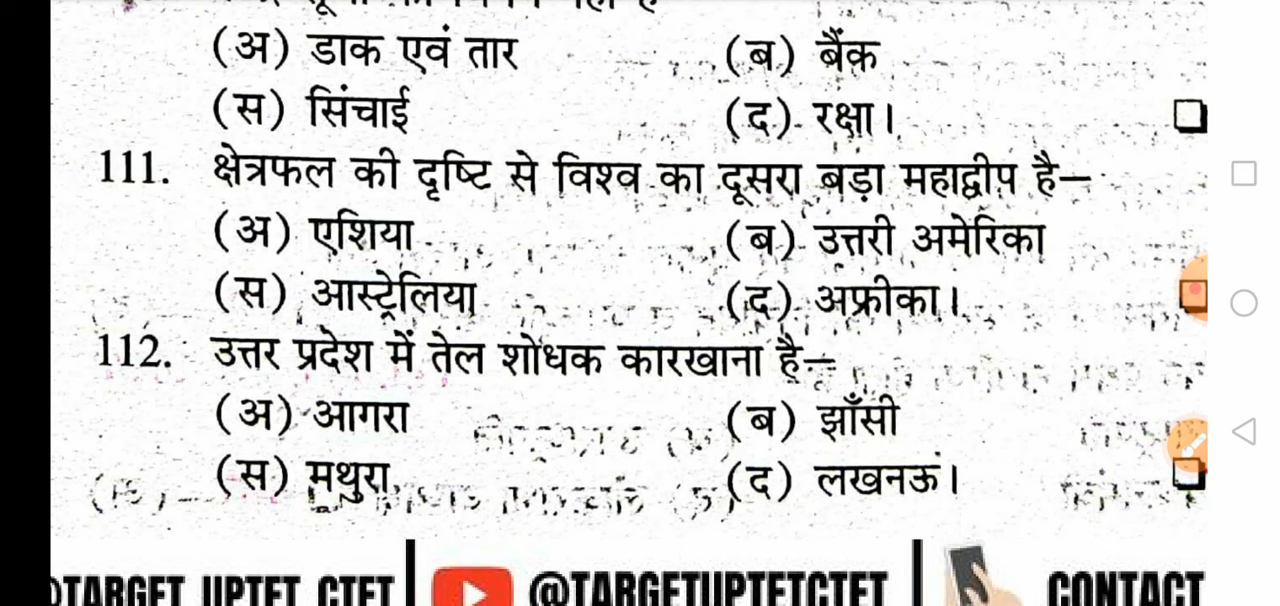 (अ) डाक एवं तार (ब) बैंक
(स) सिंचाई (द) रक्षा।
111. क्षेत्रफल की दृष्टि से विश्व का दूसरा बड़ा महाद्वीप है—
(अ) एशिया (ब) उत्तरी अमेरिका
(स) आस्ट्रेलिया (द) अफ्रीका।
112. उत्तर प्रदेश में तेल शोधक कारखाना है—
(अ) आगरा (ब) झाँसी
(स) मथुरा (द) लखनऊ।
TARGET UPTET CTET @TARGETUPTETCTET CONTACT